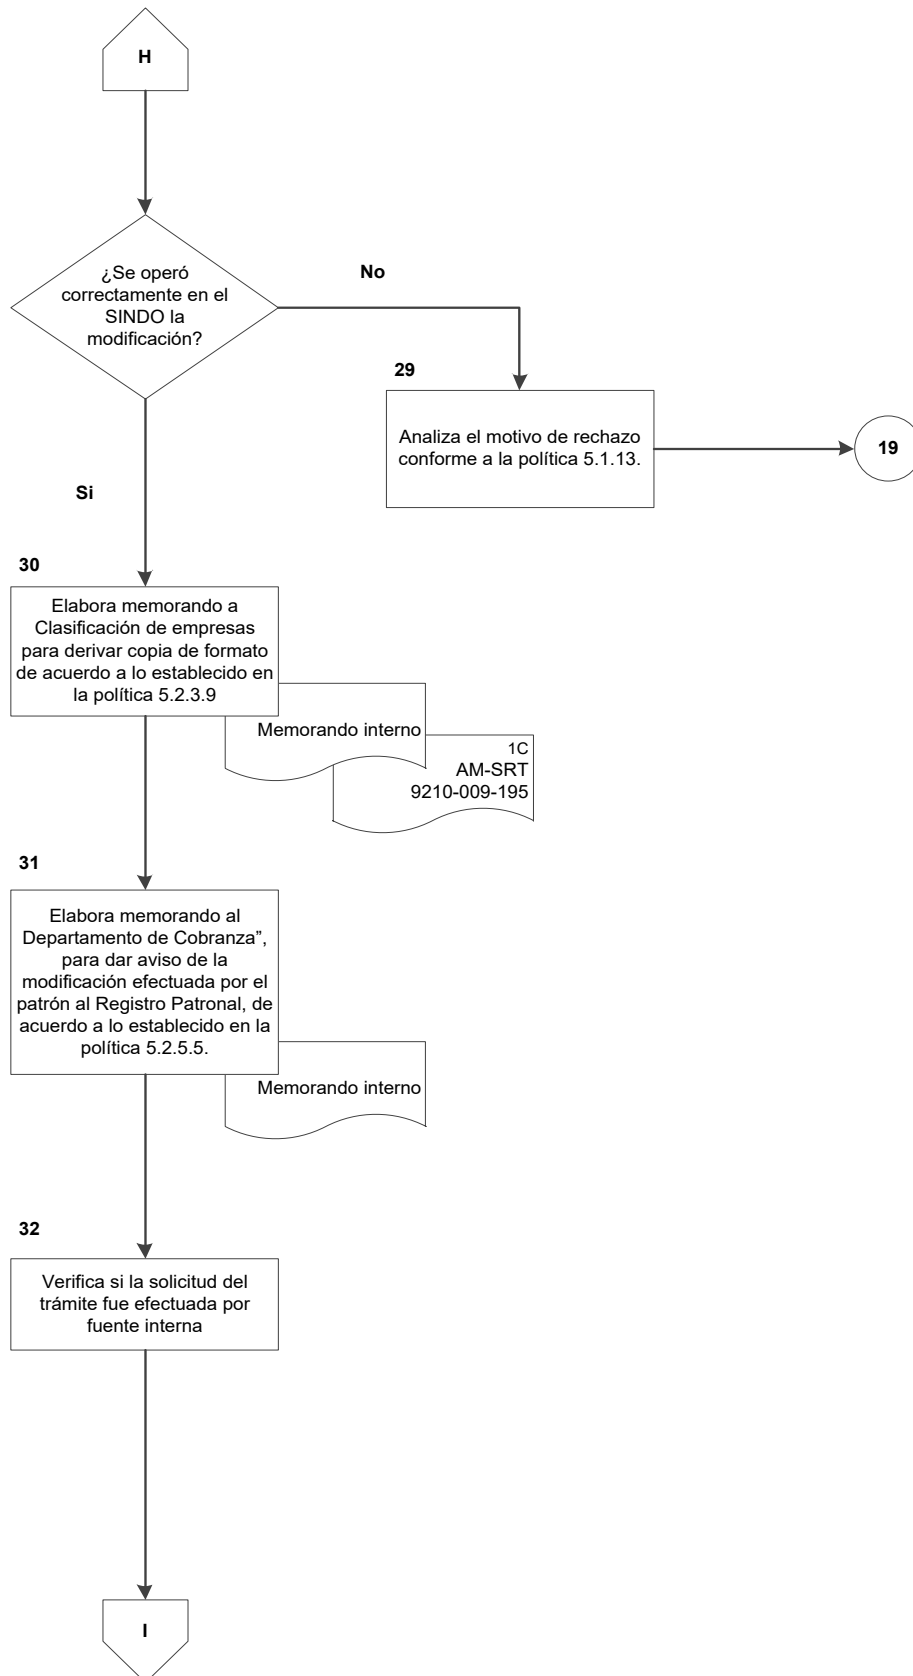 H
¿Se operó
correctamente en el
SINDO la
modificación?
No
29
Analiza el motivo de rechazo
conforme a la política 5.1.13.
19
Si
30
Elabora memorando a
Clasificación de empresas
para derivar copia de formato
de acuerdo a lo establecido en
la política 5.2.3.9
Memorando interno
1C
AM-SRT
9210-009-195
31
Elabora memorando al
Departamento de Cobranza”,
para dar aviso de la
modificación efectuada por el
patrón al Registro Patronal, de
acuerdo a lo establecido en la
política 5.2.5.5.
Memorando interno
32
Verifica si la solicitud del
trámite fue efectuada por
fuente interna
I